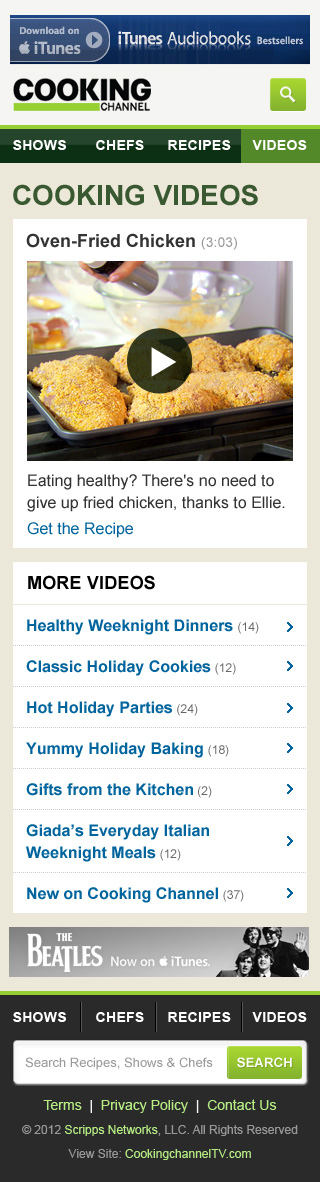 Download on
iTunes
iTunes Audiobooks Bestsellers
COOKING
CHANNEL
SHOWS CHEFS RECIPES VIDEOS
COOKING VIDEOS
Oven-Fried Chicken (3:03)
Eating healthy? There's no need to
give up fried chicken, thanks to Ellie.
Get the Recipe
MORE VIDEOS
Healthy Weeknight Dinners (14)
Classic Holiday Cookies (12)
Hot Holiday Parties (24)
Yummy Holiday Baking (18)
Gifts from the Kitchen (2)
Giada’s Everyday Italian
Weeknight Meals (12)
New on Cooking Channel (37)
THE
BEATLES Now on iTunes.
SHOWS CHEFS RECIPES VIDEOS
Search Recipes, Shows & Chefs SEARCH
Terms | Privacy Policy | Contact Us
© 2012 Scripps Networks, LLC. All Rights Reserved
View Site: CookingchannelTV.com